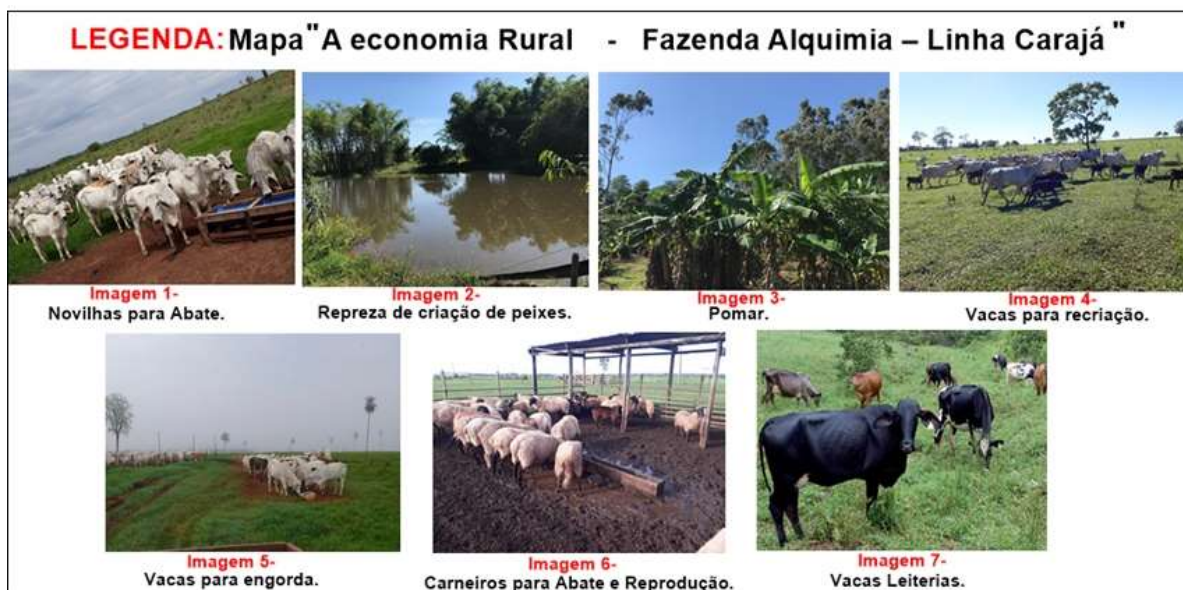 LEGENDA: Mapa "A economia Rural - Fazenda Alquimia – Linha Carajá"
Imagem 1-
Novilhas para Abate.
Imagem 2-
Repreza de criação de peixes.
Imagem 3-
Pomar.
Imagem 4-
Vacas para recriação.
Imagem 5-
Vacas para engorda.
Imagem 6-
Carneiros para Abate e Reprodução.
Imagem 7-
Vacas Leiterias.